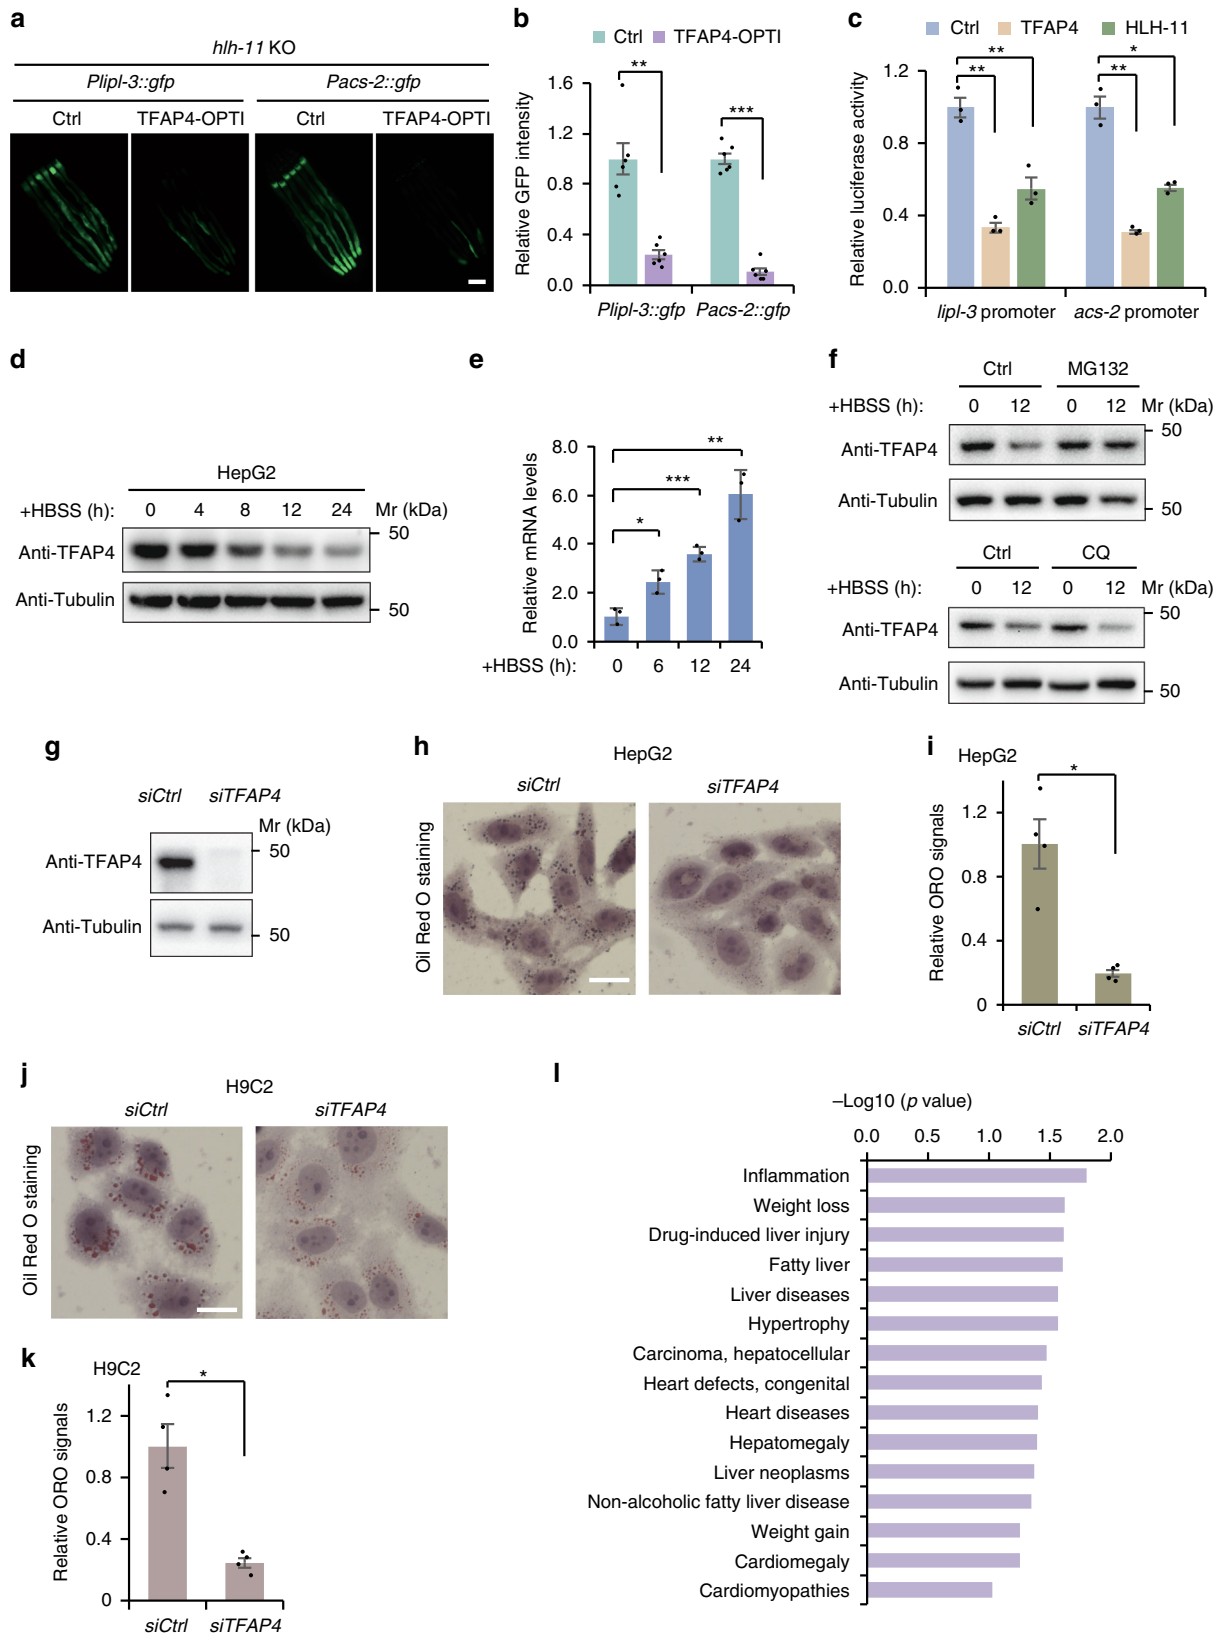 a
hlh-11 KO
Plipl-3::gfp Pacs-2::gfp
Ctrl TFAP4-OPTI Ctrl TFAP4-OPTI
b
Ctrl TFAP4-OPTI
Relative GFP intensity
1.6
1.2
0.8
0.4
0.0
** ***
Plipl-3::gfp Pacs-2::gfp
c
Ctrl TFAP4 HLH-11
Relative luciferase activity
1.2
0.8
0.4
0.0
** *
** **
lipl-3 promoter acs-2 promoter
d
HepG2
+HBSS (h): 0 4 8 12 24 Mr (kDa)
Anti-TFAP4 50
Anti-Tubulin 50
e
Relative mRNA levels
8.0
6.0
4.0
2.0
0.0
**
***
*
+HBSS (h): 0 6 12 24
f
Ctrl MG132
+HBSS (h): 0 12 0 12 Mr (kDa)
Anti-TFAP4 50
Anti-Tubulin 50
Ctrl CQ
+HBSS (h): 0 12 0 12 Mr (kDa)
Anti-TFAP4 50
Anti-Tubulin 50
g
siCtrl siTFAP4
Mr (kDa)
Anti-TFAP4 50
Anti-Tubulin 50
h
HepG2
siCtrl siTFAP4
Oil Red O staining
i
HepG2
Relative ORO signals
1.2
0.8
0.4
0
*
siCtrl siTFAP4
j
H9C2
siCtrl siTFAP4
Oil Red O staining
k
H9C2
Relative ORO signals
1.2
0.8
0.4
0
*
siCtrl siTFAP4
l
–Log10 (p value)
0.0 0.5 1.0 1.5 2.0
Inflammation
Weight loss
Drug-induced liver injury
Fatty liver
Liver diseases
Hypertrophy
Carcinoma, hepatocellular
Heart defects, congenital
Heart diseases
Hepatomegaly
Liver neoplasms
Non-alcoholic fatty liver disease
Weight gain
Cardiomegaly
Cardiomyopathies